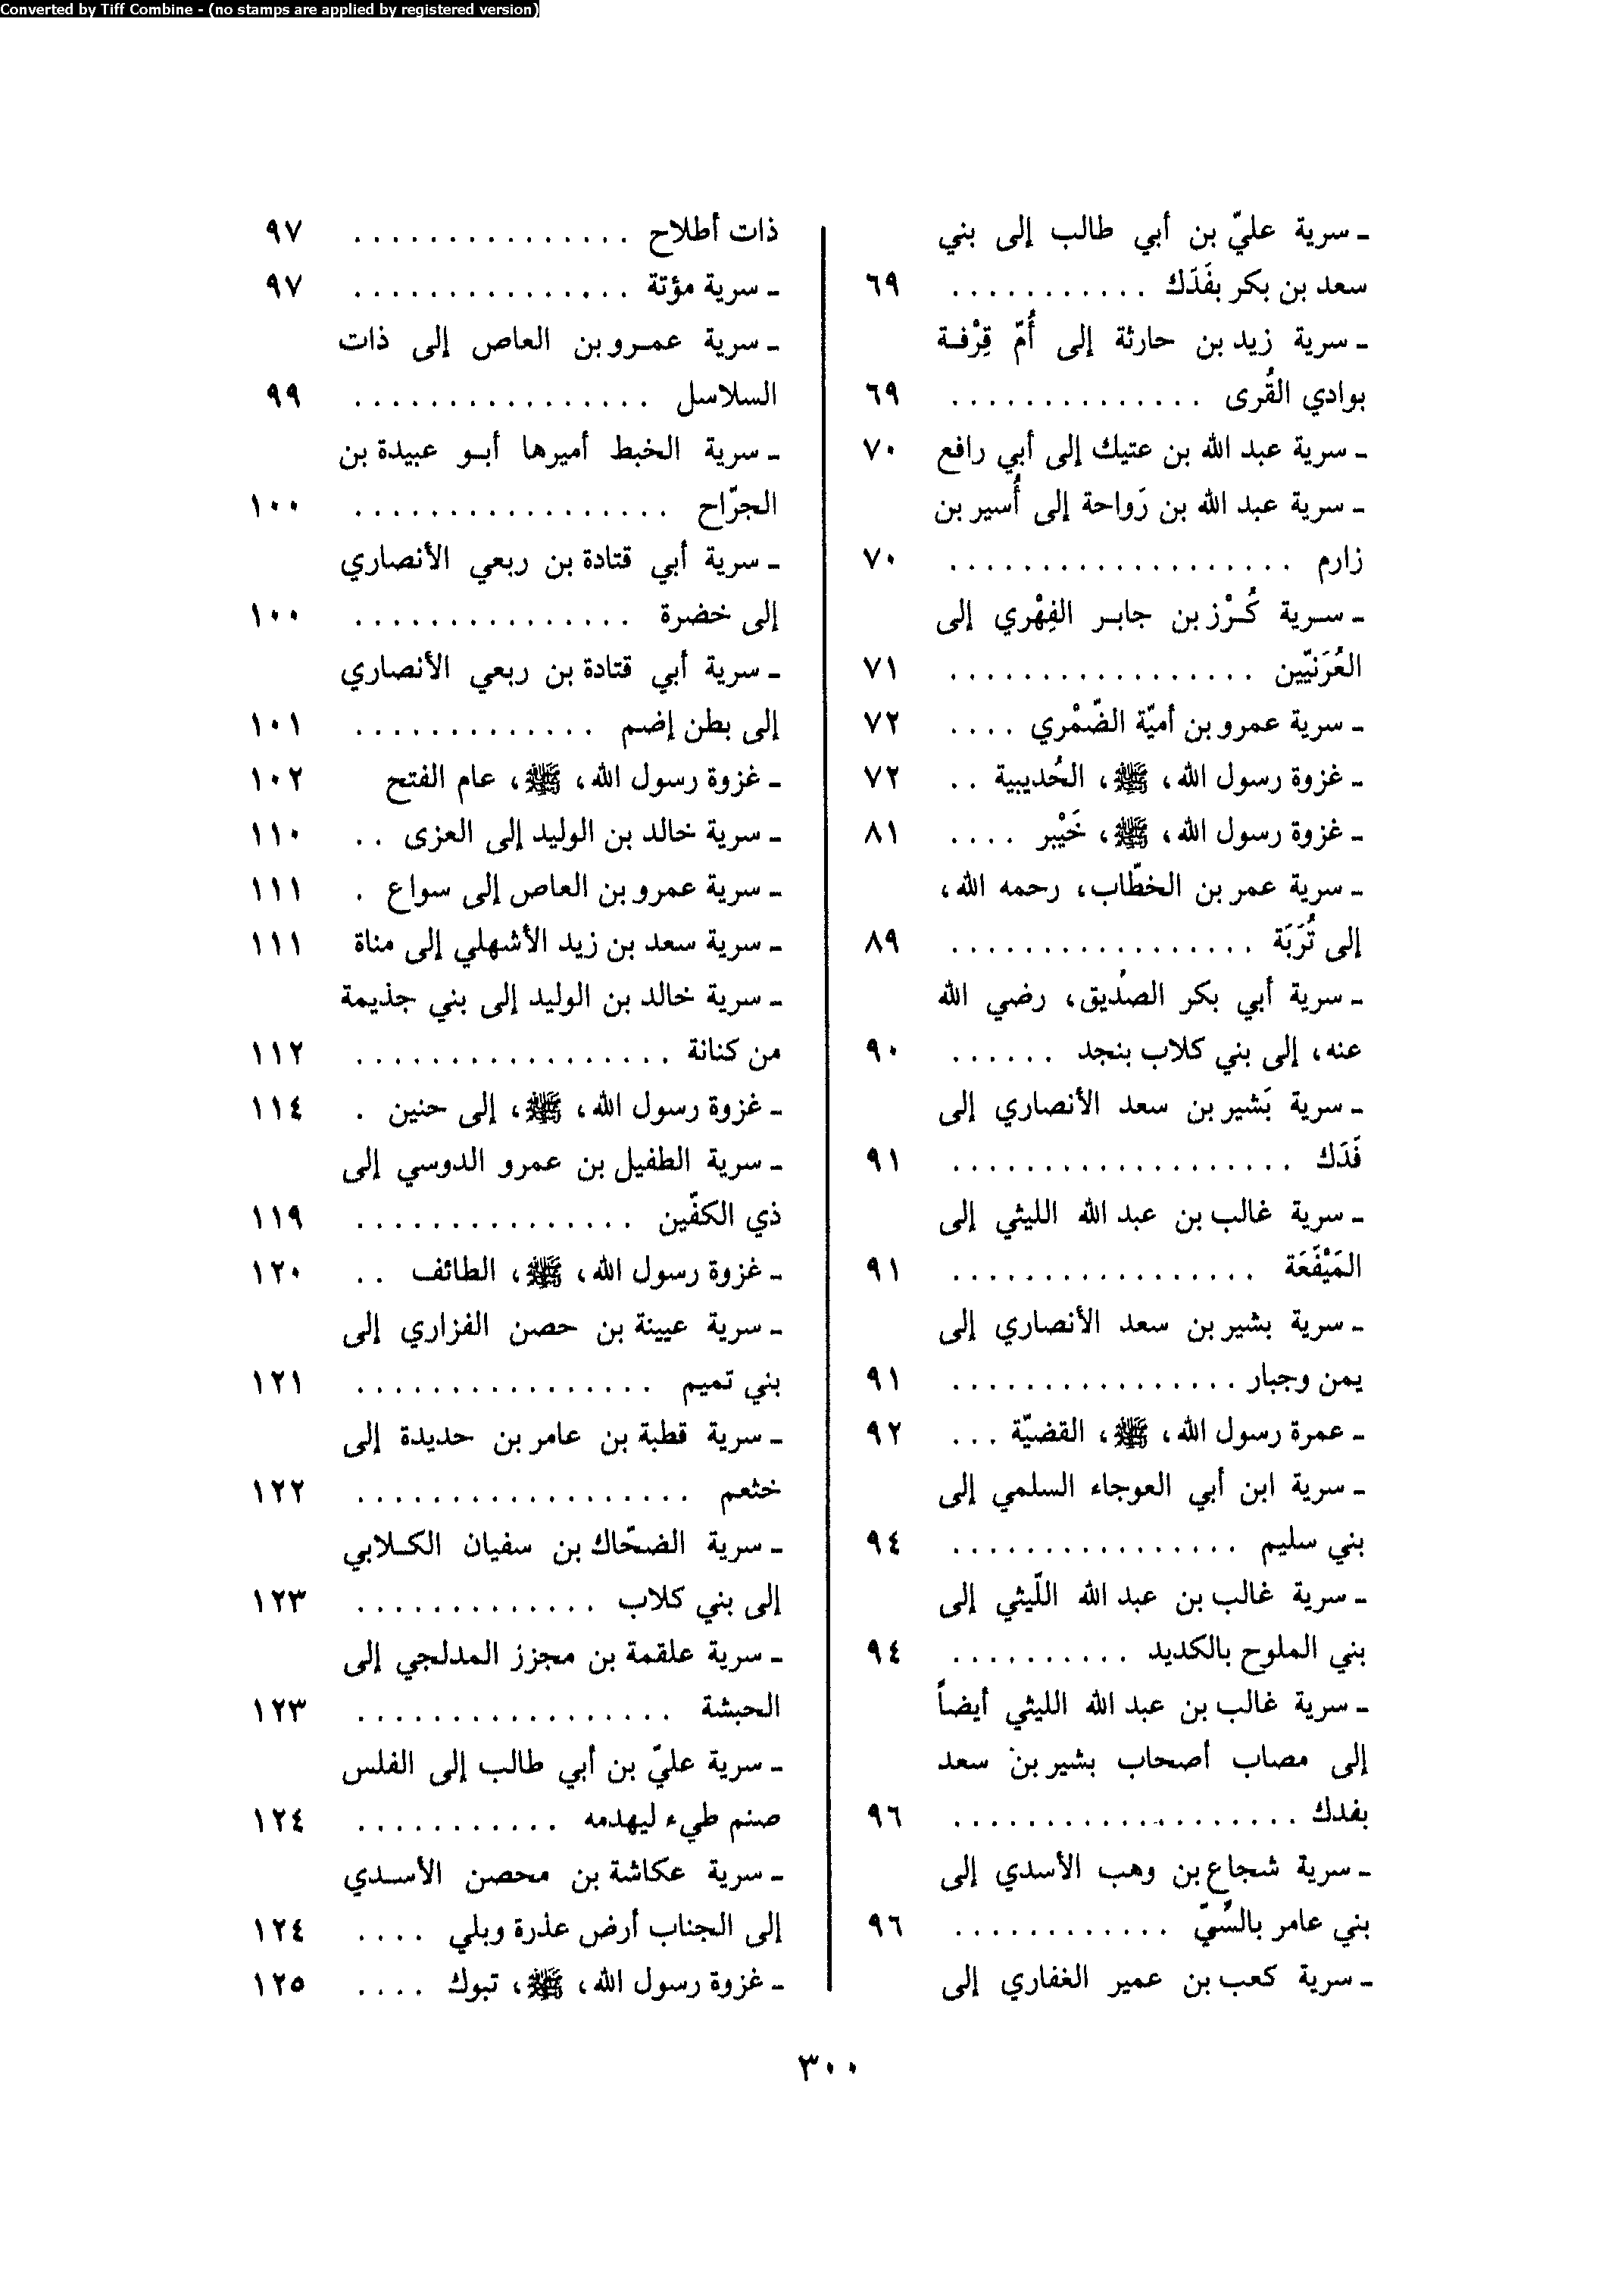 Converted by Tiff Combine - (no stamps are applied by registered version)
ـ سرية عليّ بن أبي طالب إلى بني
سعد بن بكر بفَدَك . . . . . . . . . . . ٦٩
ـ سرية زيد بن حارثة إلى أُمّ قِرْفـة
بوادي القُرى . . . . . . . . . . . . . . ٦٩
ـ سرية عبد الله بن عتيك إلى أبي رافع ٧٠
ـ سرية عبد الله بن رَواحة إلى أُسير بن
زارم . . . . . . . . . . . . . . . . . . . ٧٠
ـ سـرية كُـرْز بن جابـر الفِهْري إلى
العُرَنيّين . . . . . . . . . . . . . . . . . ٧١
ـ سرية عمرو بن أميّة الضّمْري . . . . ٧٢
ـ غزوة رسول الله، ﷺ، الحُديبية . . ٧٢
ـ غزوة رسول الله، ﷺ، خَيْبر . . . . ٨١
ـ سرية عمر بن الخطّاب، رحمه الله،
إلى تُرَبَة . . . . . . . . . . . . . . . . . ٨٩
ـ سرية أبي بكر الصُديق، رضي الله
عنه، إلى بني كلاب بنجد . . . . . . ٩٠
ـ سرية بَشير بن سعد الأنصاري إلى
فَدَك . . . . . . . . . . . . . . . . . . . ٩١
ـ سرية غالب بن عبد الله الليثي إلى
المَيْفَعَة . . . . . . . . . . . . . . . . . ٩١
ـ سرية بشير بن سعد الأنصاري إلى
يمن وجبار . . . . . . . . . . . . . . . . ٩١
ـ عمرة رسول الله، ﷺ، القضيّة . . . ٩٢
ـ سرية ابن أبي العوجاء السلمي إلى
بني سليم . . . . . . . . . . . . . . . . ٩٤
ـ سرية غالب بن عبد الله اللّيثي إلى
بني الملوح بالكديد . . . . . . . . . . ٩٤
ـ سرية غالب بن عبد الله الليثي أيضاً
إلى مصاب أصحاب بشير بن سعد
بفدك . . . . . . . . . . . . . . . . . . . ٩٦
ـ سرية شجاع بن وهب الأسدي إلى
بني عامر بالسُّيّ . . . . . . . . . . . . ٩٦
ـ سرية كعب بن عمير الغفاري إلى
ذات أطلاح . . . . . . . . . . . . . . . ٩٧
ـ سرية مؤتة . . . . . . . . . . . . . . . ٩٧
ـ سرية عمـرو بن العاص إلى ذات
السلاسل . . . . . . . . . . . . . . . . ٩٩
ـ سرية الخبط أميرها أبـو عبيدة بن
الجرّاح . . . . . . . . . . . . . . . . . ١٠٠
ـ سرية أبي قتادة بن ربعي الأنصاري
إلى خضرة . . . . . . . . . . . . . . . ١٠٠
ـ سرية أبي قتادة بن ربعي الأنصاري
إلى بطن إضم . . . . . . . . . . . . . ١٠١
ـ غزوة رسول الله، ﷺ، عام الفتح ١٠٢
ـ سرية خالد بن الوليد إلى العزى . . ١١٠
ـ سرية عمرو بن العاص إلى سواع . ١١١
ـ سرية سعد بن زيد الأشهلي إلى مناة ١١١
ـ سرية خالد بن الوليد إلى بني جذيمة
من كنانة . . . . . . . . . . . . . . . . . ١١٢
ـ غزوة رسول الله، ﷺ، إلى حنين . ١١٤
ـ سرية الطفيل بن عمرو الدوسي إلى
ذي الكفّين . . . . . . . . . . . . . . . ١١٩
ـ غزوة رسول الله، ﷺ، الطائف . . ١٢٠
ـ سرية عيينة بن حصن الفزاري إلى
بني تميم . . . . . . . . . . . . . . . . ١٢١
ـ سرية قطبة بن عامر بن حديدة إلى
خثعم . . . . . . . . . . . . . . . . . . ١٢٢
ـ سرية الضحّاك بن سفيان الكـلابي
إلى بني كلاب . . . . . . . . . . . . . ١٢٣
ـ سرية علقمة بن مجزز المدلجي إلى
الحبشة . . . . . . . . . . . . . . . . . ١٢٣
ـ سرية عليّ بن أبي طالب إلى الفلس
صنم طيء ليهدمه . . . . . . . . . . . ١٢٤
ـ سرية عكاشة بن محصن الأسـدي
إلى الجناب أرض عذرة وبلي . . . . ١٢٤
ـ غزوة رسول الله، ﷺ، تبوك . . . . ١٢٥
٣٠٠